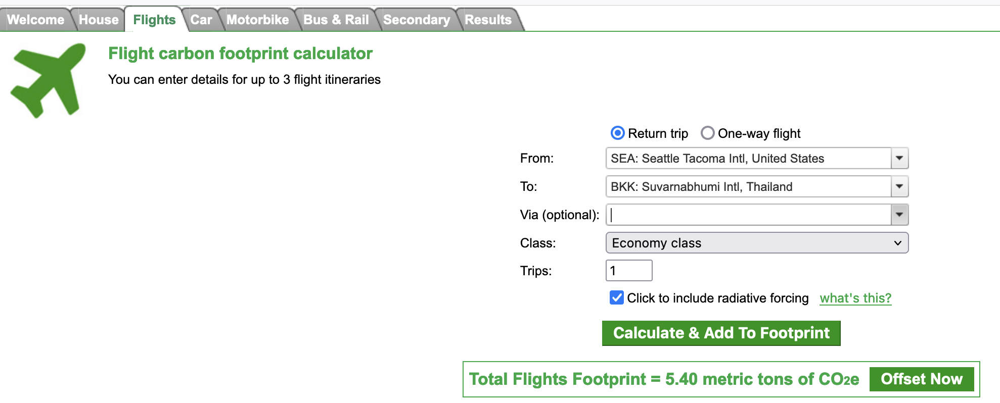 Welcome House Flights Car Motorbike Bus & Rail Secondary Results
Flight carbon footprint calculator
You can enter details for up to 3 flight itineraries
Return trip One-way flight
From: SEA: Seattle Tacoma Intl, United States
To: BKK: Suvarnabhumi Intl, Thailand
Via (optional):
Class: Economy class
Trips: 1
Click to include radiative forcing what's this?
Calculate & Add To Footprint
Total Flights Footprint = 5.40 metric tons of CO2e Offset Now